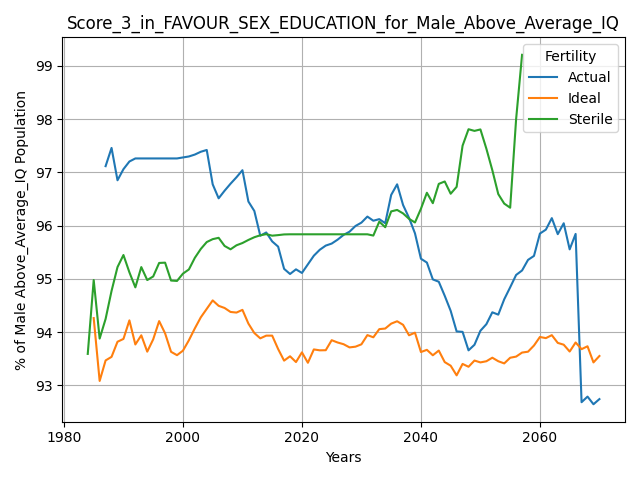 Score_3_in_FAVOUR_SEX_EDUCATION_for_Male_Above_Average_IQ
% of Male Above_Average_IQ Population
99
98
97
96
95
94
93
Fertility
Actual
Ideal
Sterile
1980
2000
2020
2040
2060
Years